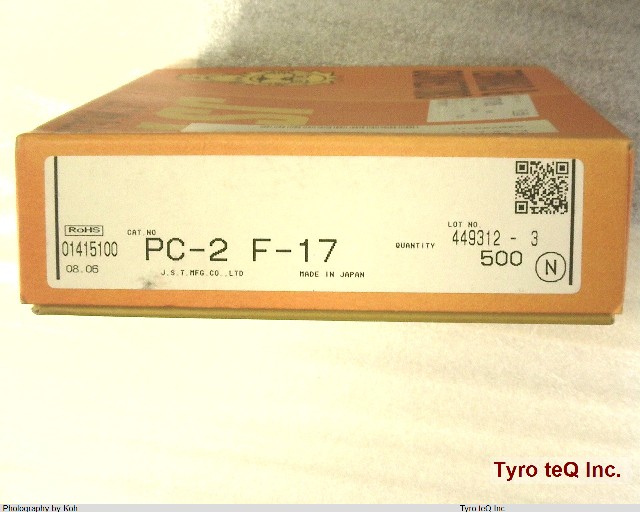 JST
RoHS
01415100
08.06
CAT.NO
PC-2 F-17
J.S.T.MFG.CO.,LTD
MADE IN JAPAN
QUANTITY
LOT NO
449312 - 3
500
N
Tyro teQ Inc.
Photography by Koh
Tyro teQ Inc